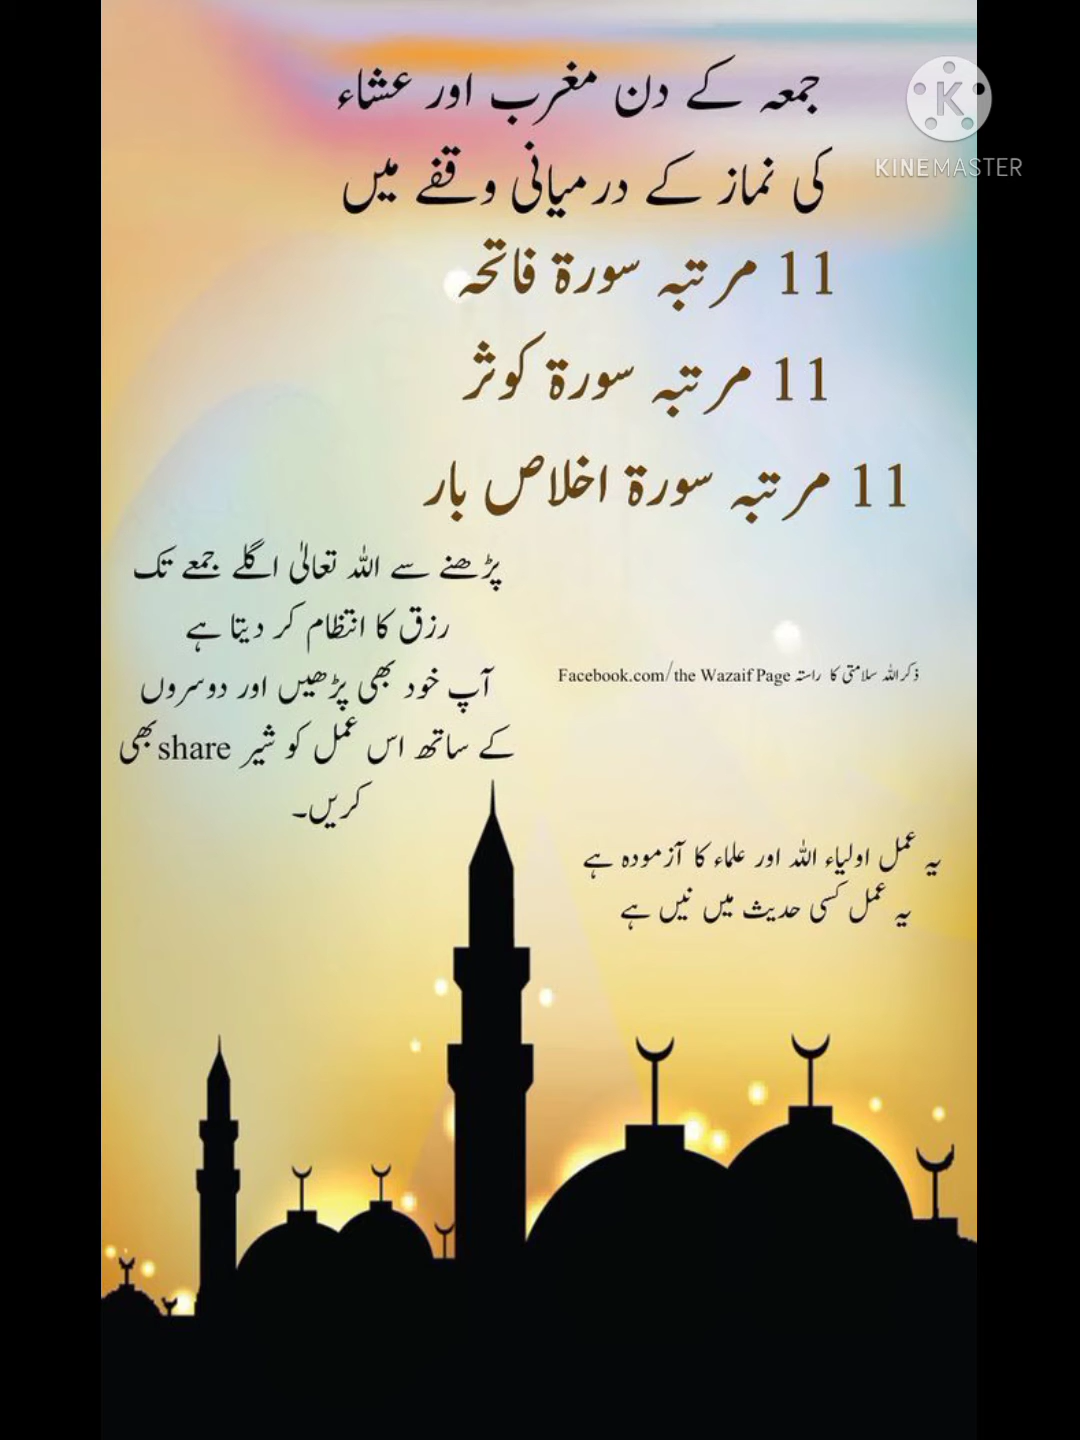 جمعہ کے دن مغرب اور عشاء
کی نماز کے درمیانی وقفے میں
11 مرتبہ سورۃ فاتحہ
11 مرتبہ سورۃ کوثر
11 مرتبہ سورۃ اخلاص بار
پڑھنے سے اللہ تعالیٰ اگلے جمعے تک
رزق کا انتظام کر دیتا ہے
آپ خود بھی پڑھیں اور دوسروں
کے ساتھ اس عمل کو شیر share بھی
کریں۔
ذکراللہ سلامتی کا راستہ Facebook.com/the Wazaif Page
یہ عمل اولیاء اللہ اور علماء کا آزمودہ ہے
یہ عمل کسی حدیث میں نیں ہے
K
KINEMASTER